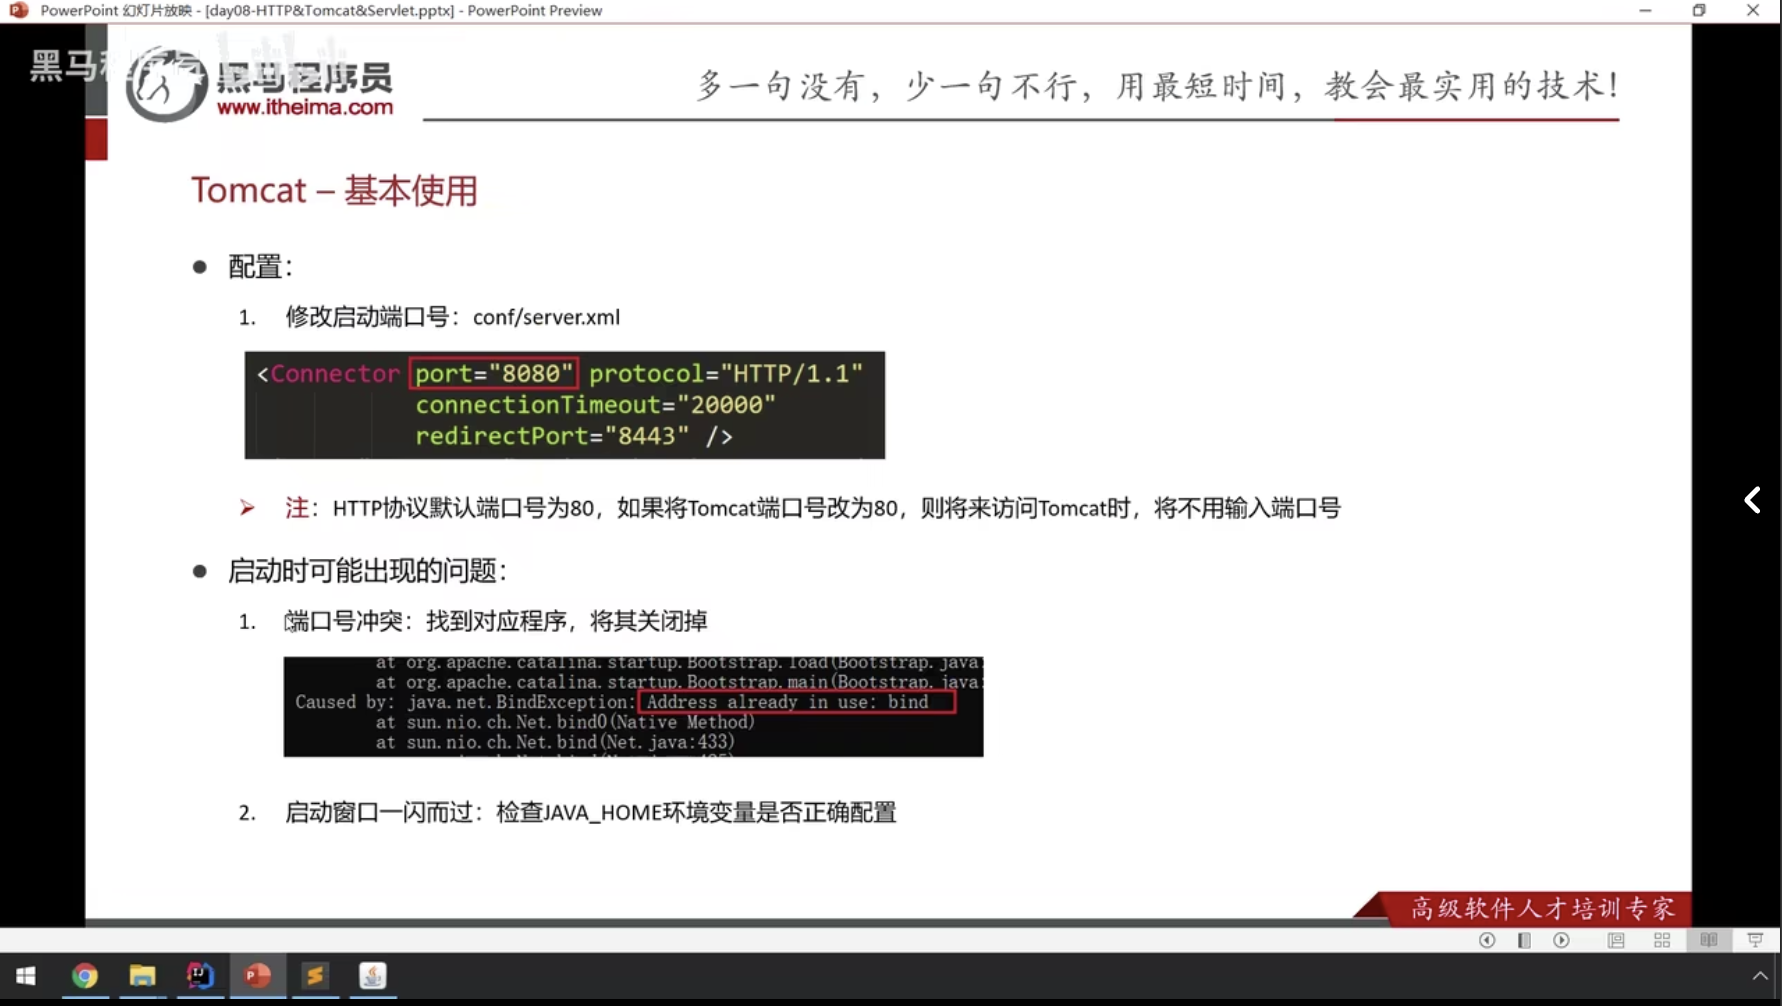 PowerPoint 幻灯片放映 - [day08-HTTP&Tomcat&Servlet.pptx] - PowerPoint Preview
黑马程序员
黑马程序员
www.itheima.com
多一句没有，少一句不行，用最短时间，教会最实用的技术！
Tomcat – 基本使用
● 配置：
1. 修改启动端口号：conf/server.xml
<Connector port="8080" protocol="HTTP/1.1"
connectionTimeout="20000"
redirectPort="8443" />
➢ 注：HTTP协议默认端口号为80，如果将Tomcat端口号改为80，则将来访问Tomcat时，将不用输入端口号
● 启动时可能出现的问题：
1. 端口号冲突：找到对应程序，将其关闭掉
at org.apache.catalina.startup.Bootstrap.load(Bootstrap.java:
at org.apache.catalina.startup.Bootstrap.main(Bootstrap.java:
Caused by: java.net.BindException: Address already in use: bind
at sun.nio.ch.Net.bind0(Native Method)
at sun.nio.ch.Net.bind(Net.java:433)
2. 启动窗口一闪而过：检查JAVA_HOME环境变量是否正确配置
高级软件人才培训专家